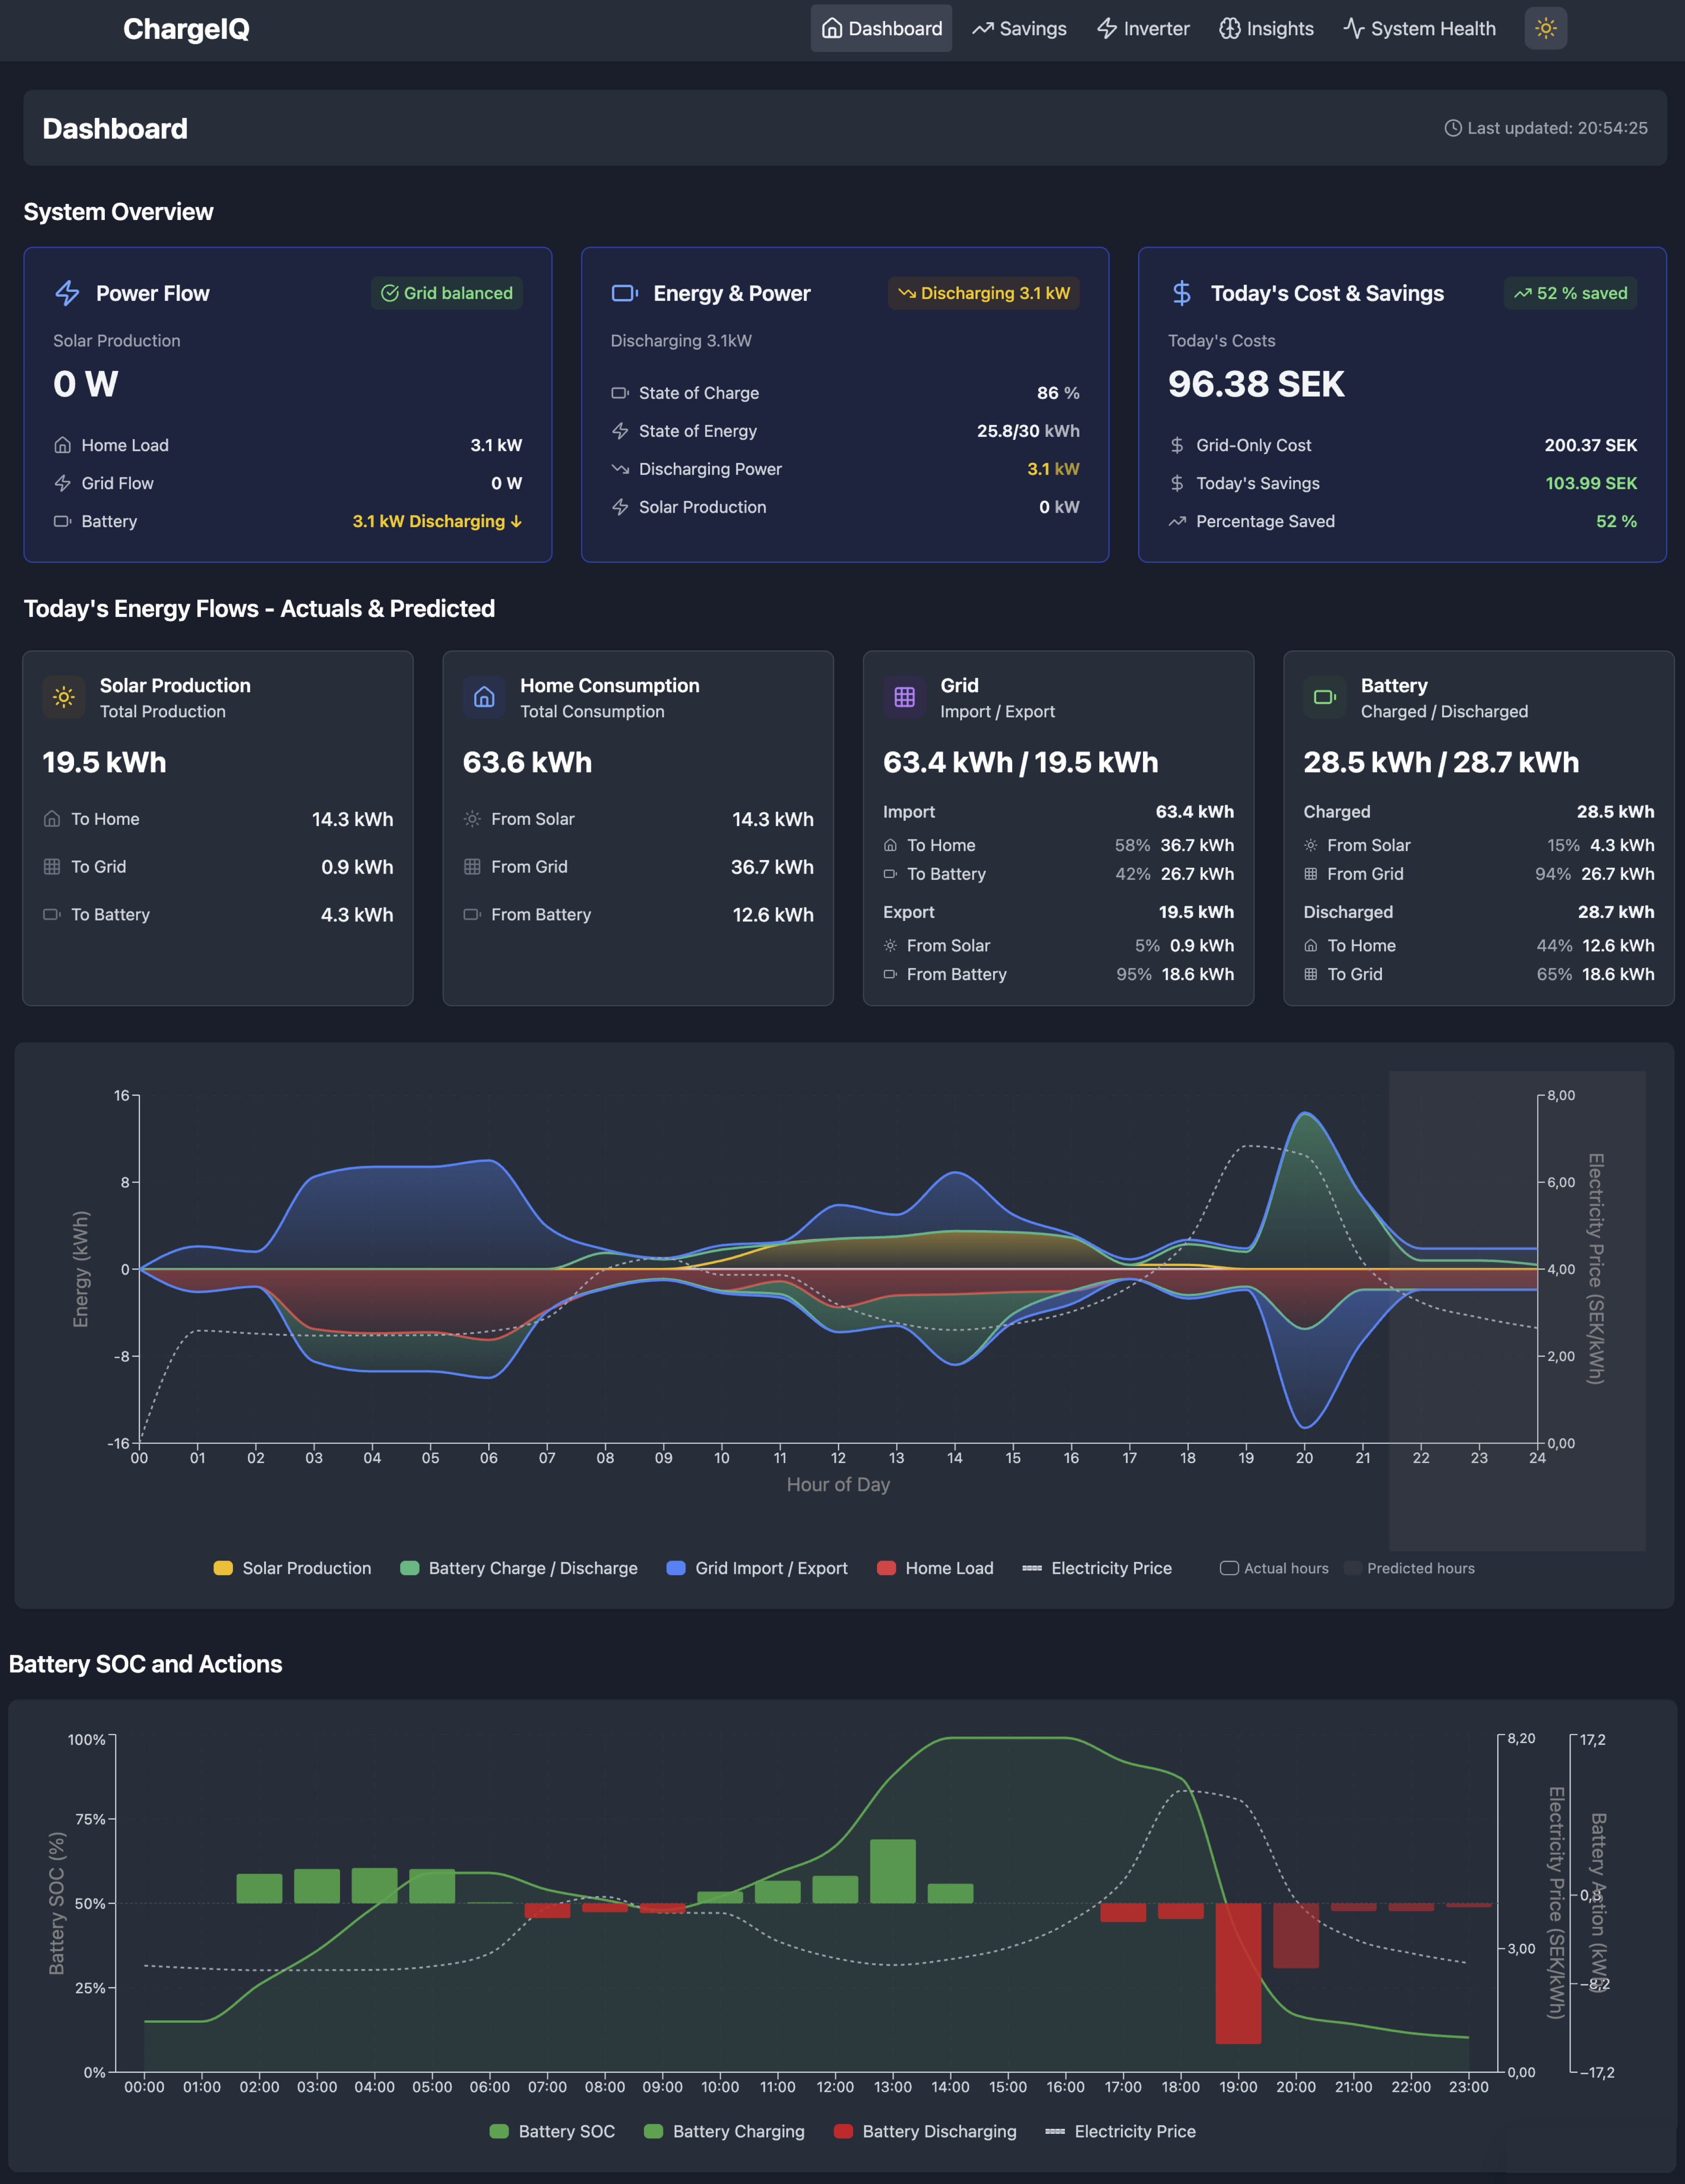 ChargeIQ
Dashboard
Savings
Inverter
Insights
System Health
Dashboard
Last updated: 20:54:25
System Overview
Power Flow
Grid balanced
Solar Production
0 W
Home Load 3.1 kW
Grid Flow 0 W
Battery 3.1 kW Discharging ↓
Energy & Power
Discharging 3.1 kW
Discharging 3.1kW
State of Charge 86 %
State of Energy 25.8/30 kWh
Discharging Power 3.1 kW
Solar Production 0 kW
Today's Cost & Savings
52 % saved
Today's Costs
96.38 SEK
Grid-Only Cost 200.37 SEK
Today's Savings 103.99 SEK
Percentage Saved 52 %
Today's Energy Flows - Actuals & Predicted
Solar Production
Total Production
19.5 kWh
To Home 14.3 kWh
To Grid 0.9 kWh
To Battery 4.3 kWh
Home Consumption
Total Consumption
63.6 kWh
From Solar 14.3 kWh
From Grid 36.7 kWh
From Battery 12.6 kWh
Grid
Import / Export
63.4 kWh / 19.5 kWh
Import 63.4 kWh
To Home 58% 36.7 kWh
To Battery 42% 26.7 kWh
Export 19.5 kWh
From Solar 5% 0.9 kWh
From Battery 95% 18.6 kWh
Battery
Charged / Discharged
28.5 kWh / 28.7 kWh
Charged 28.5 kWh
From Solar 15% 4.3 kWh
From Grid 94% 26.7 kWh
Discharged 28.7 kWh
To Home 44% 12.6 kWh
To Grid 65% 18.6 kWh
Energy (kWh)
16
8
0
-8
-16
8,00
6,00
4,00
2,00
0,00
Electricity Price (SEK/kWh)
00 01 02 03 04 05 06 07 08 09 10 11 12 13 14 15 16 17 18 19 20 21 22 23 24
Hour of Day
Solar Production Battery Charge / Discharge Grid Import / Export Home Load Electricity Price Actual hours Predicted hours
Battery SOC and Actions
Battery SOC (%)
100%
75%
50%
25%
0%
8,20
3,00
0,00
Electricity Price (SEK/kWh)
17,2
-8,2
-17,2
Battery Action (kWh)
00:00 01:00 02:00 03:00 04:00 05:00 06:00 07:00 08:00 09:00 10:00 11:00 12:00 13:00 14:00 15:00 16:00 17:00 18:00 19:00 20:00 21:00 22:00 23:00
Battery SOC Battery Charging Battery Discharging Electricity Price